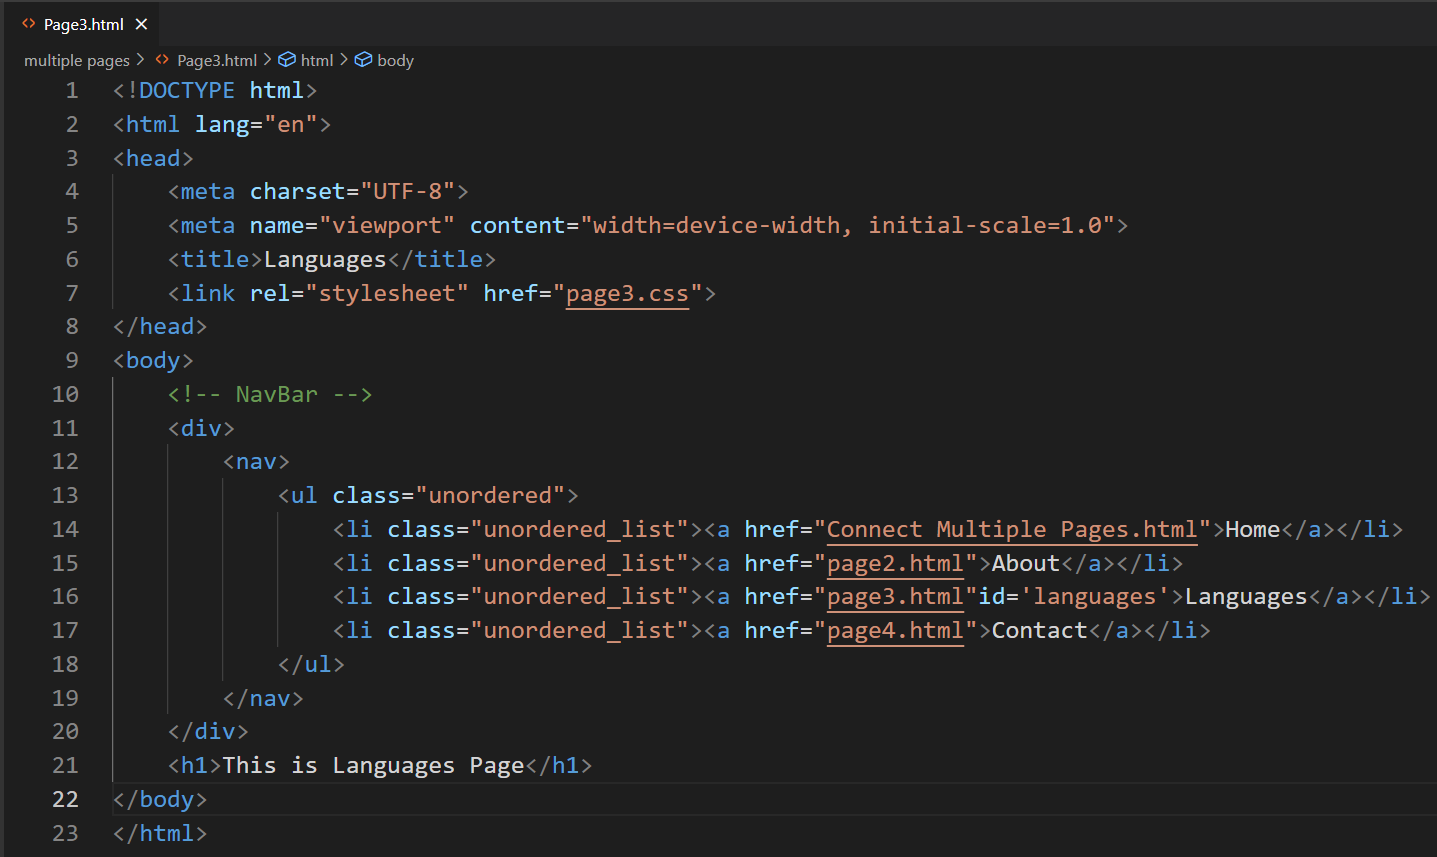 Page3.html
multiple pages > Page3.html > html > body
1 <!DOCTYPE html>
2 <html lang="en">
3 <head>
4     <meta charset="UTF-8">
5     <meta name="viewport" content="width=device-width, initial-scale=1.0">
6     <title>Languages</title>
7     <link rel="stylesheet" href="page3.css">
8 </head>
9 <body>
10     <!-- NavBar -->
11     <div>
12         <nav>
13             <ul class="unordered">
14                 <li class="unordered_list"><a href="Connect Multiple Pages.html">Home</a></li>
15                 <li class="unordered_list"><a href="page2.html">About</a></li>
16                 <li class="unordered_list"><a href="page3.html"id='languages'>Languages</a></li>
17                 <li class="unordered_list"><a href="page4.html">Contact</a></li>
18             </ul>
19         </nav>
20     </div>
21     <h1>This is Languages Page</h1>
22 </body>
23 </html>